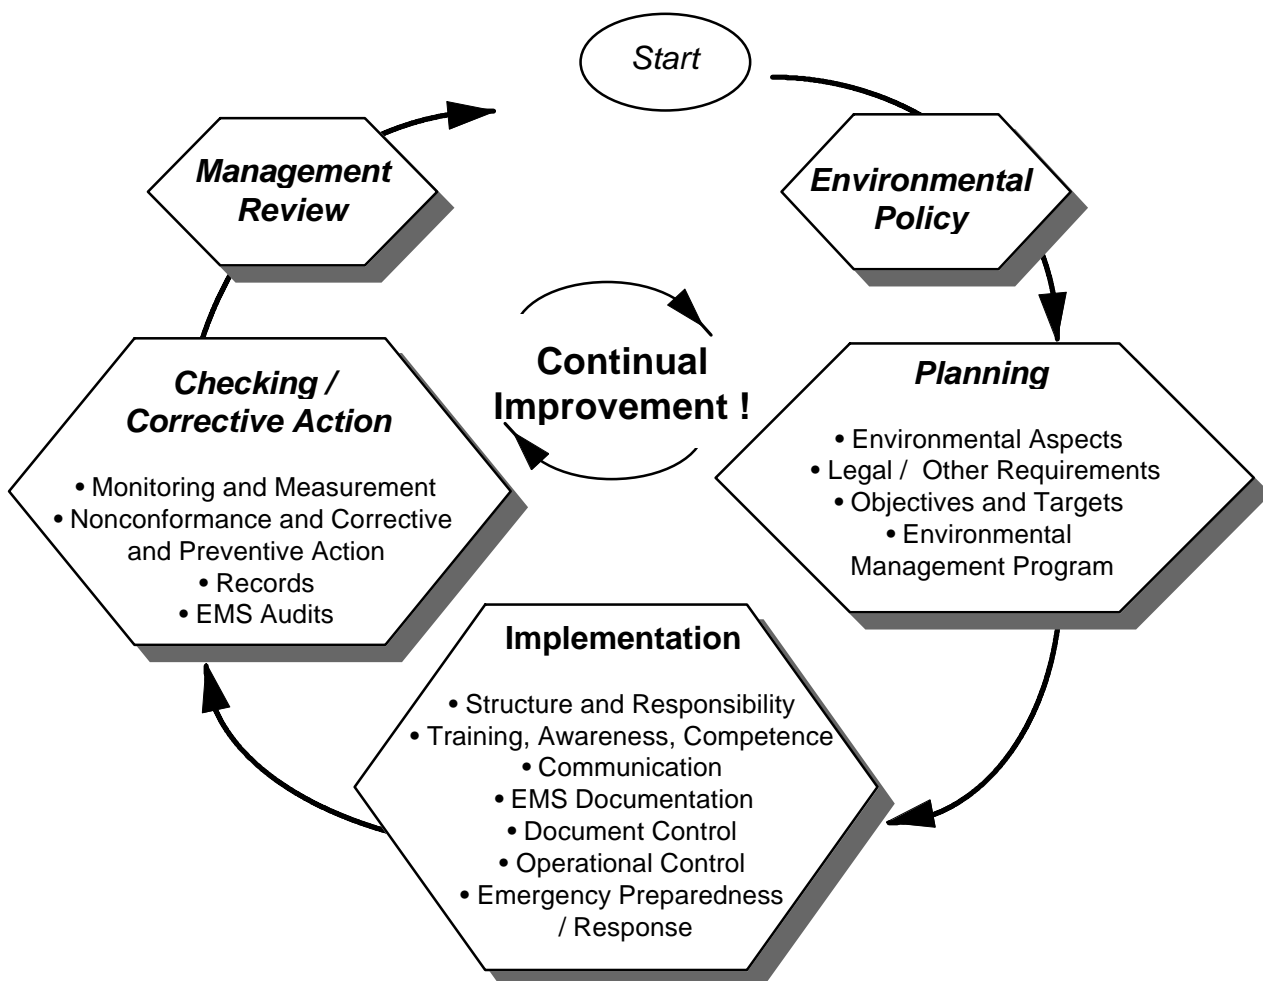 Start
Environmental
Policy
Planning
• Environmental Aspects
• Legal / Other Requirements
• Objectives and Targets
• Environmental
Management Program
Implementation
• Structure and Responsibility
• Training, Awareness, Competence
• Communication
• EMS Documentation
• Document Control
• Operational Control
• Emergency Preparedness
/ Response
Checking /
Corrective Action
• Monitoring and Measurement
• Nonconformance and Corrective
and Preventive Action
• Records
• EMS Audits
Management
Review
Continual
Improvement !